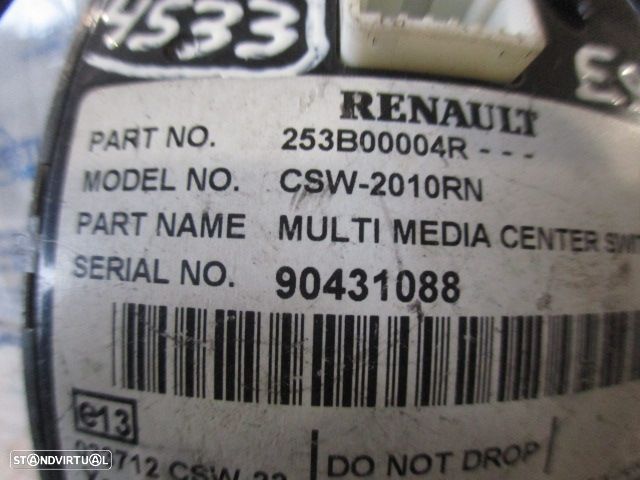 4533
ES
RENAULT
PART NO. 253B00004R - - -
MODEL NO. CSW-2010RN
PART NAME MULTI MEDIA CENTER
SERIAL NO. 90431088
e13
DO NOT DROP
STANDVIRTUAL